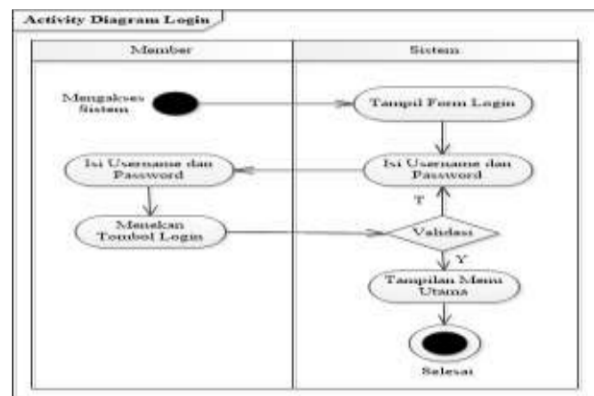 Activity Diagram Login
Member
Sistem
Mengakses
Sistem
Tampil Form Login
Isi Username dan
Password
Isi Username dan
Password
T
Menekan
Tombol Login
Validasi
Y
Tampilan Menu
Utama
Selesai